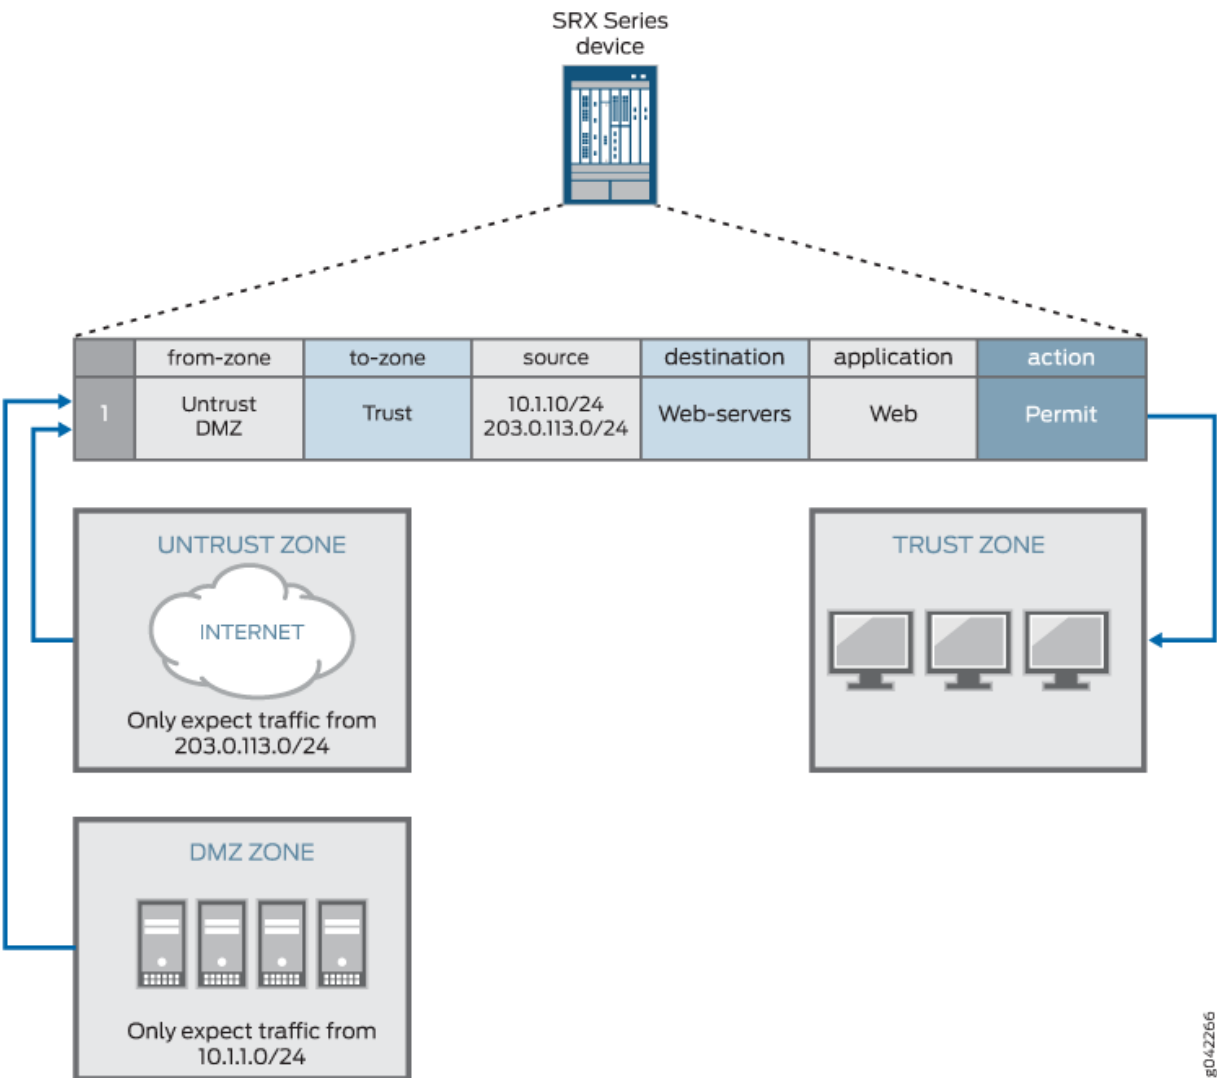 SRX Series
device
from-zone to-zone source destination application action
1 Untrust DMZ Trust 10.1.10/24 203.0.113.0/24 Web-servers Web Permit
UNTRUST ZONE
INTERNET
Only expect traffic from
203.0.113.0/24
TRUST ZONE
DMZ ZONE
Only expect traffic from
10.1.1.0/24
g042266